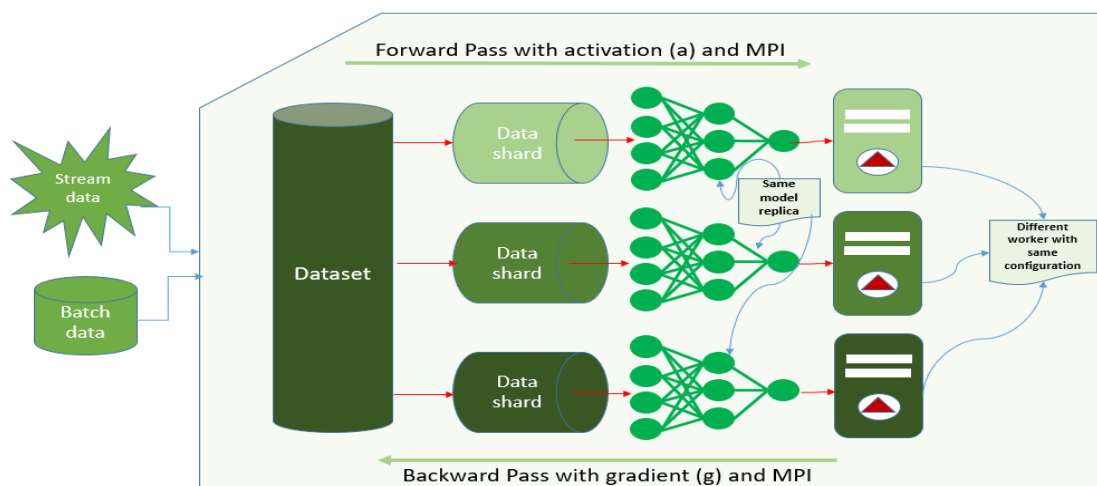 Forward Pass with activation (a) and MPI
Stream
data
Batch
data
Dataset
Data
shard
Data
shard
Data
shard
Same
model
replica
Different
worker with
same
configuration
Backward Pass with gradient (g) and MPI